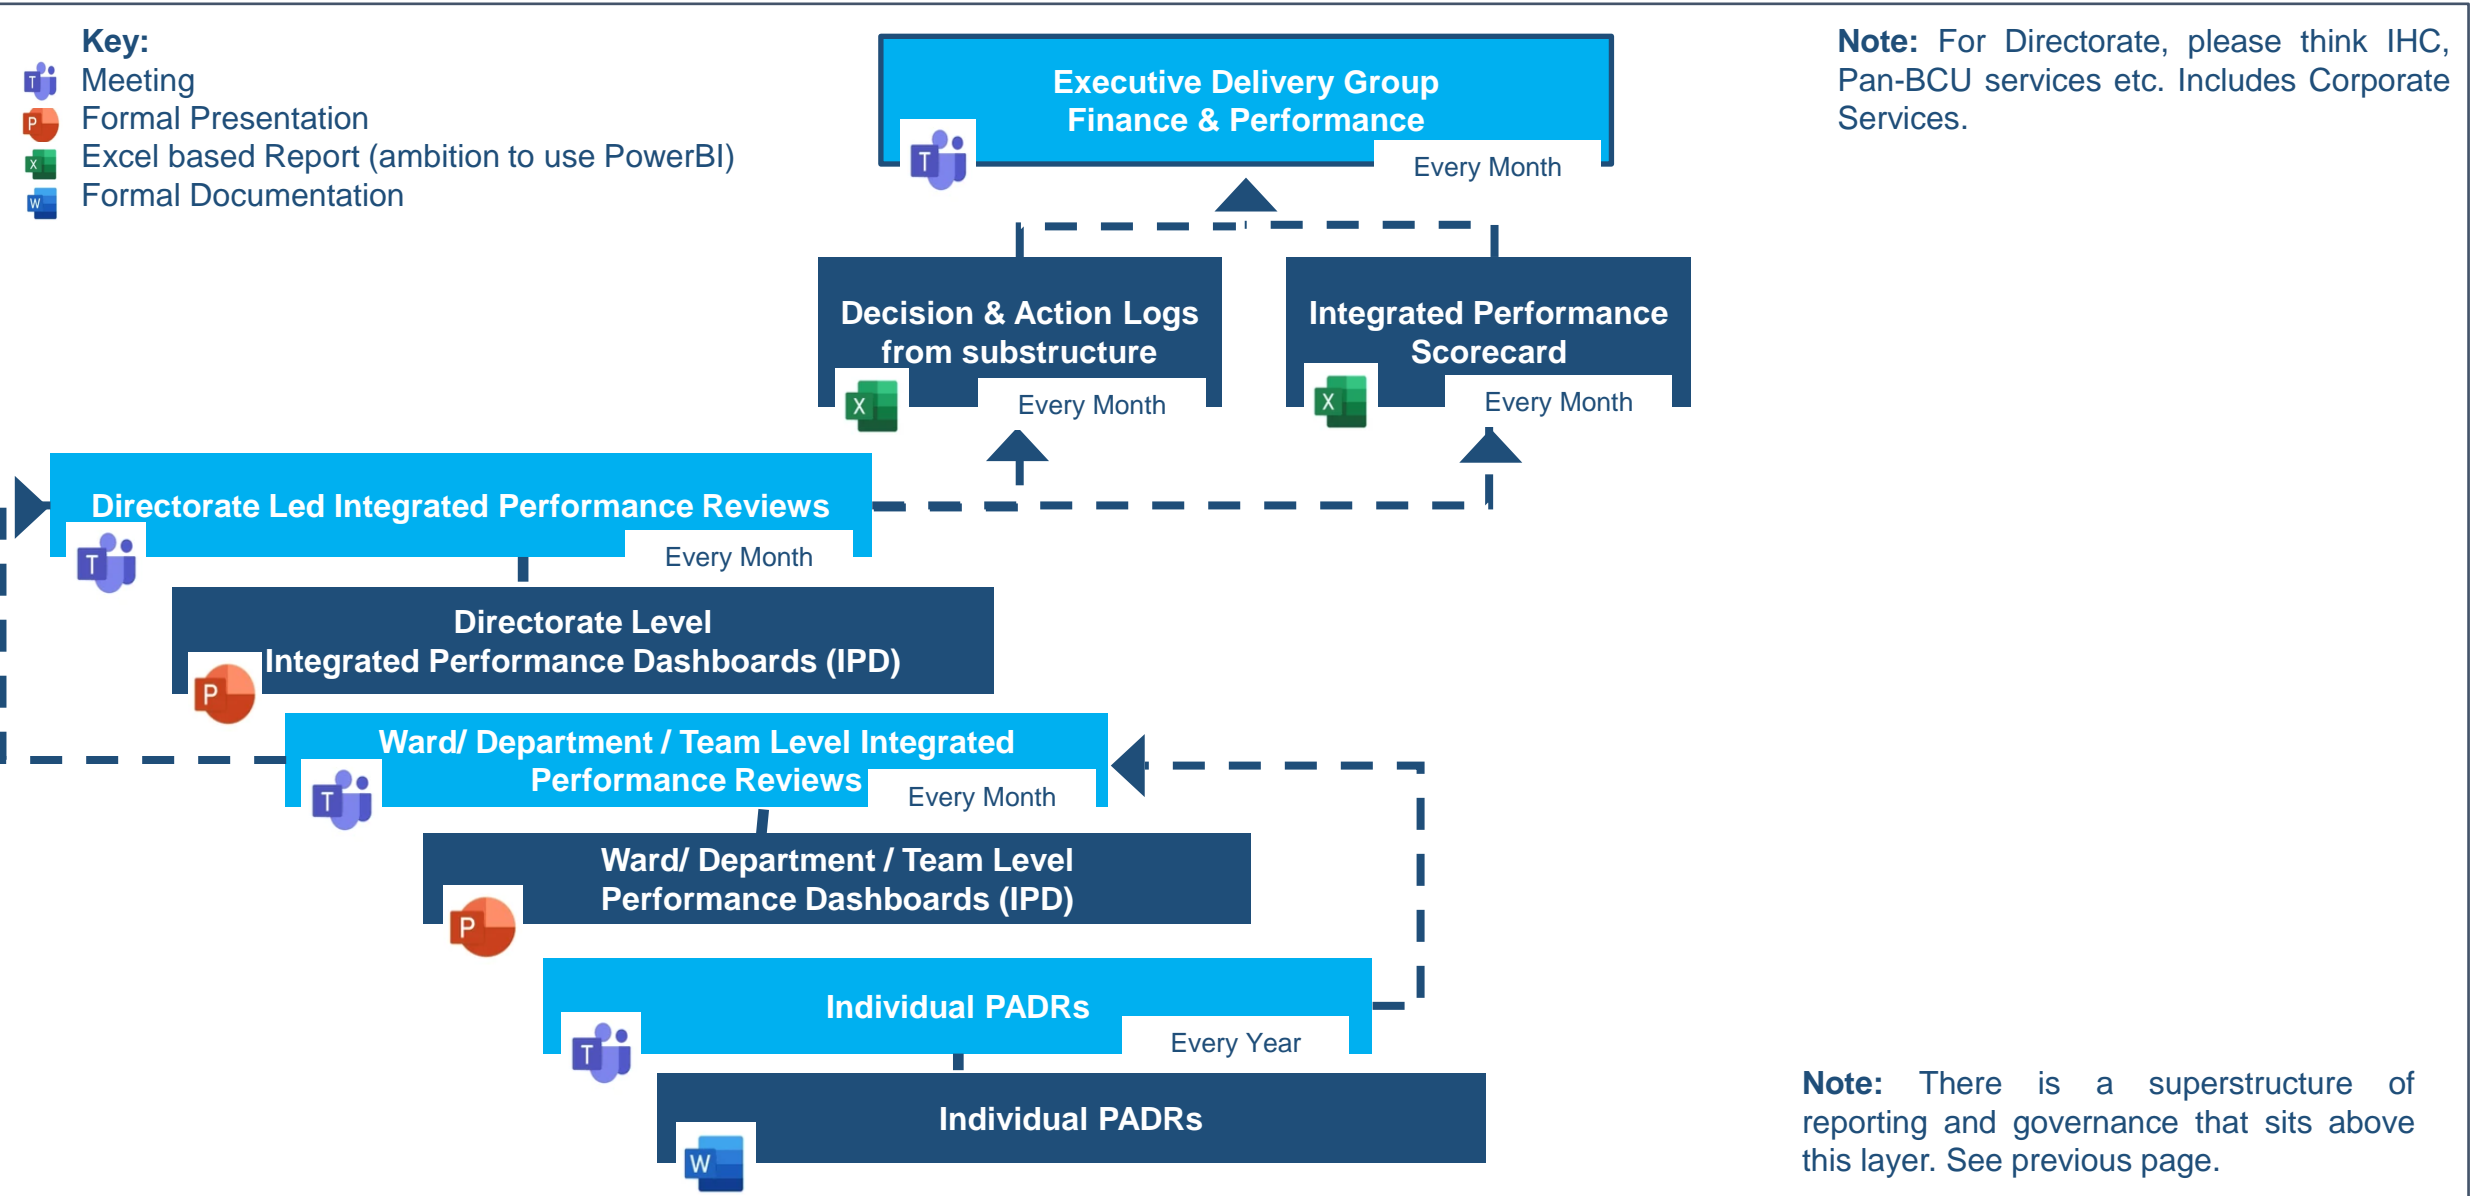 Key:
Meeting
Formal Presentation
Excel based Report (ambition to use PowerBI)
Formal Documentation
Executive Delivery Group
Finance & Performance
Every Month
Note: For Directorate, please think IHC,
Pan-BCU services etc. Includes Corporate
Services.
Decision & Action Logs
from substructure
Every Month
Integrated Performance
Scorecard
Every Month
Directorate Led Integrated Performance Reviews
Every Month
Directorate Level
Integrated Performance Dashboards (IPD)
Ward/ Department / Team Level Integrated
Performance Reviews
Every Month
Ward/ Department / Team Level
Performance Dashboards (IPD)
Individual PADRs
Every Year
Individual PADRs
Note: There is a superstructure of
reporting and governance that sits above
this layer. See previous page.